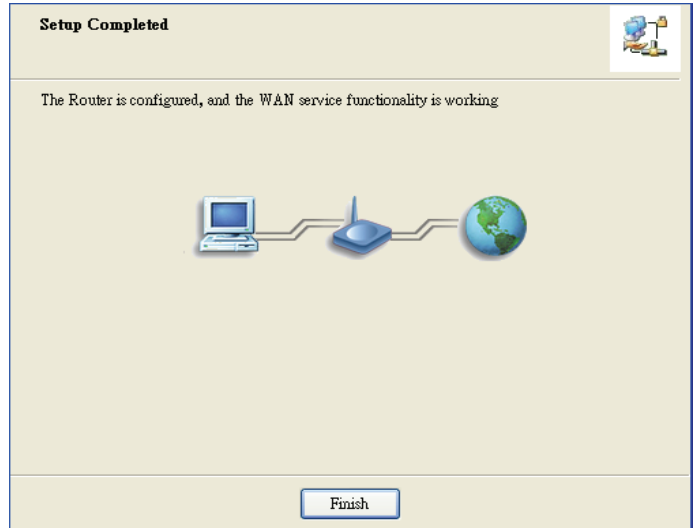 Setup Completed
The Router is configured, and the WAN service functionality is working
Finish